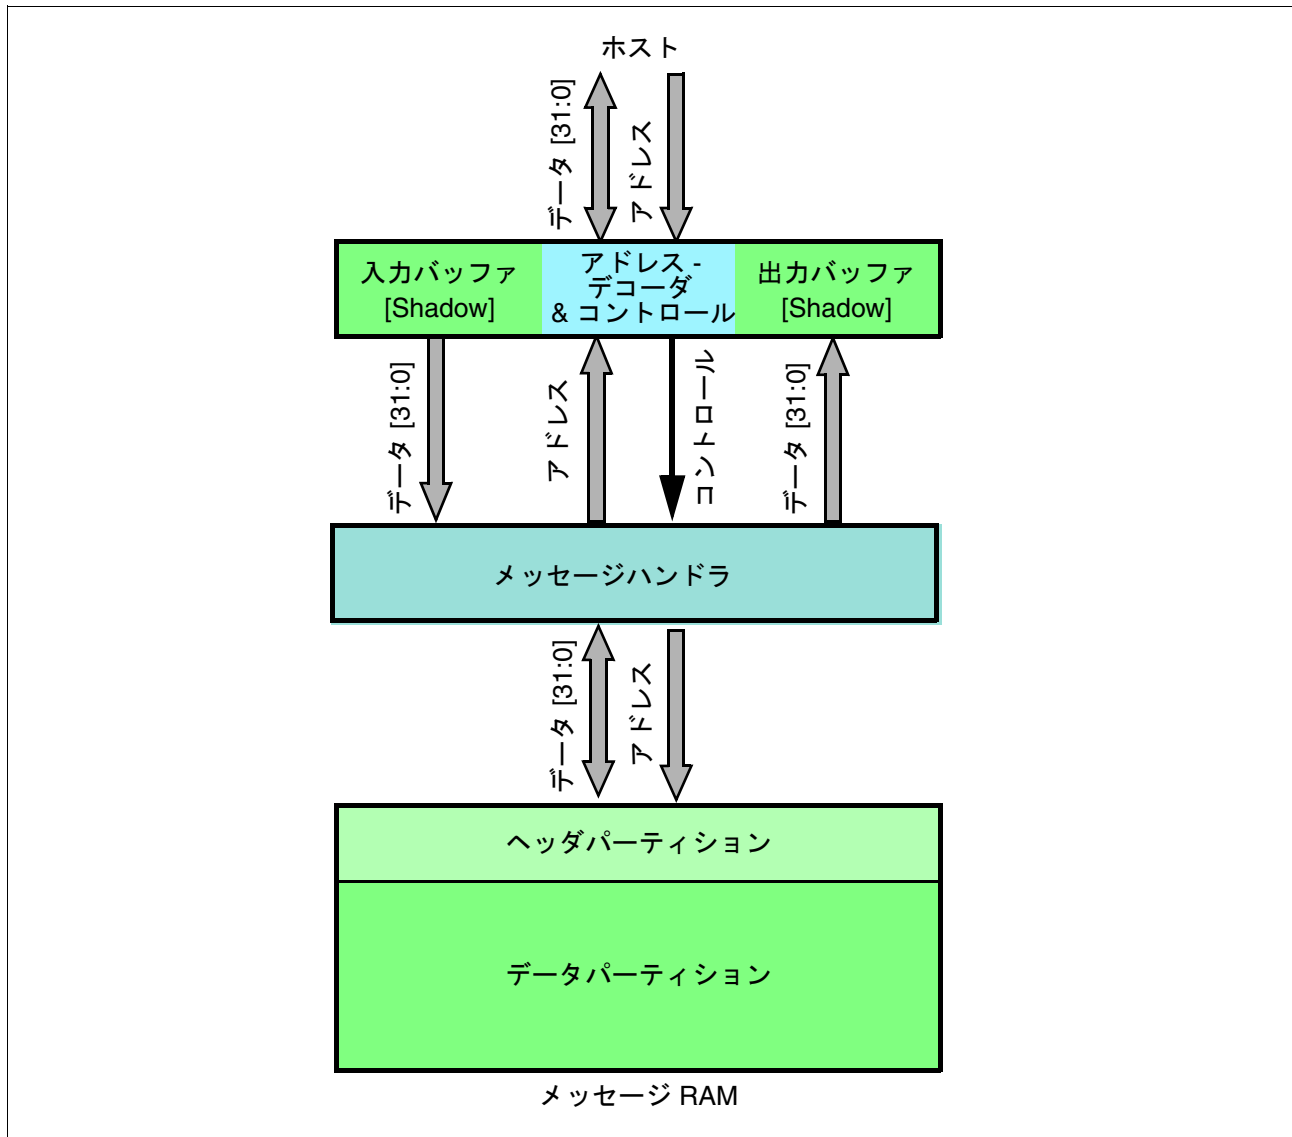 ホスト
データ [31:0]
アドレス
入力バッファ
[Shadow]
アドレス -
デコーダ
& コントロール
出力バッファ
[Shadow]
データ [31:0]
アドレス
コントロール
データ [31:0]
メッセージハンドラ
データ [31:0]
アドレス
ヘッダパーティション
データパーティション
メッセージ RAM